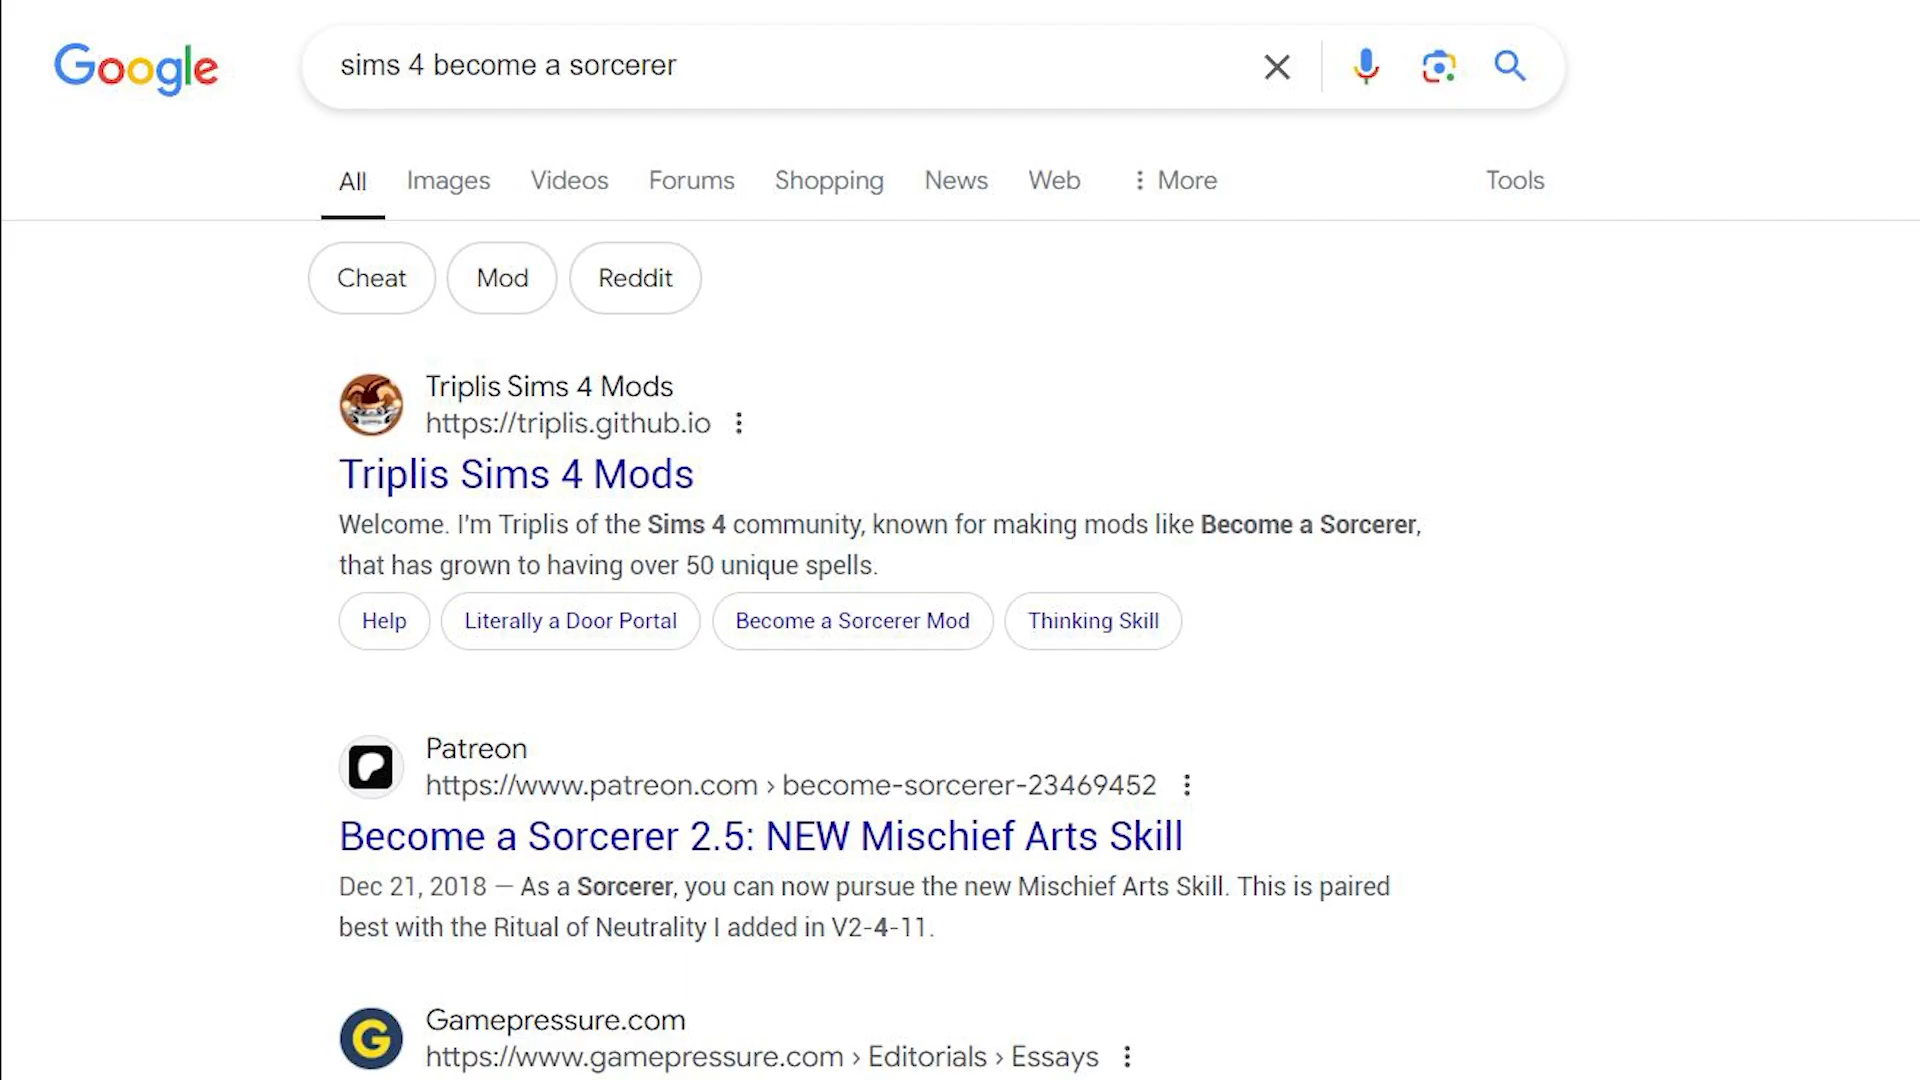 Google
sims 4 become a sorcerer
All Images Videos Forums Shopping News Web More Tools
Cheat Mod Reddit
Triplis Sims 4 Mods
https://triplis.github.io
Triplis Sims 4 Mods
Welcome. I'm Triplis of the Sims 4 community, known for making mods like Become a Sorcerer,
that has grown to having over 50 unique spells.
Help Literally a Door Portal Become a Sorcerer Mod Thinking Skill
Patreon
https://www.patreon.com › become-sorcerer-23469452
Become a Sorcerer 2.5: NEW Mischief Arts Skill
Dec 21, 2018 — As a Sorcerer, you can now pursue the new Mischief Arts Skill. This is paired
best with the Ritual of Neutrality I added in V2-4-11.
G
Gamepressure.com
https://www.gamepressure.com › Editorials › Essays